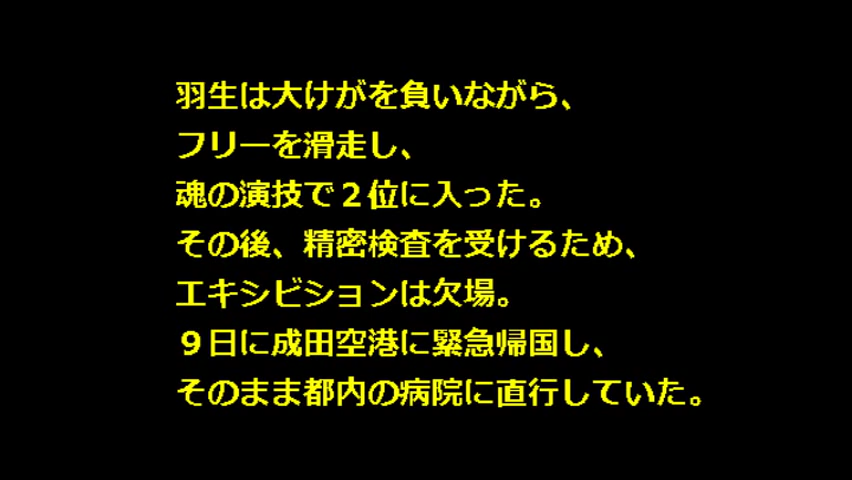 羽生は大けがを負いながら、
フリーを滑走し、
魂の演技で２位に入った。
その後、精密検査を受けるため、
エキシビションは欠場。
９日に成田空港に緊急帰国し、
そのまま都内の病院に直行していた。